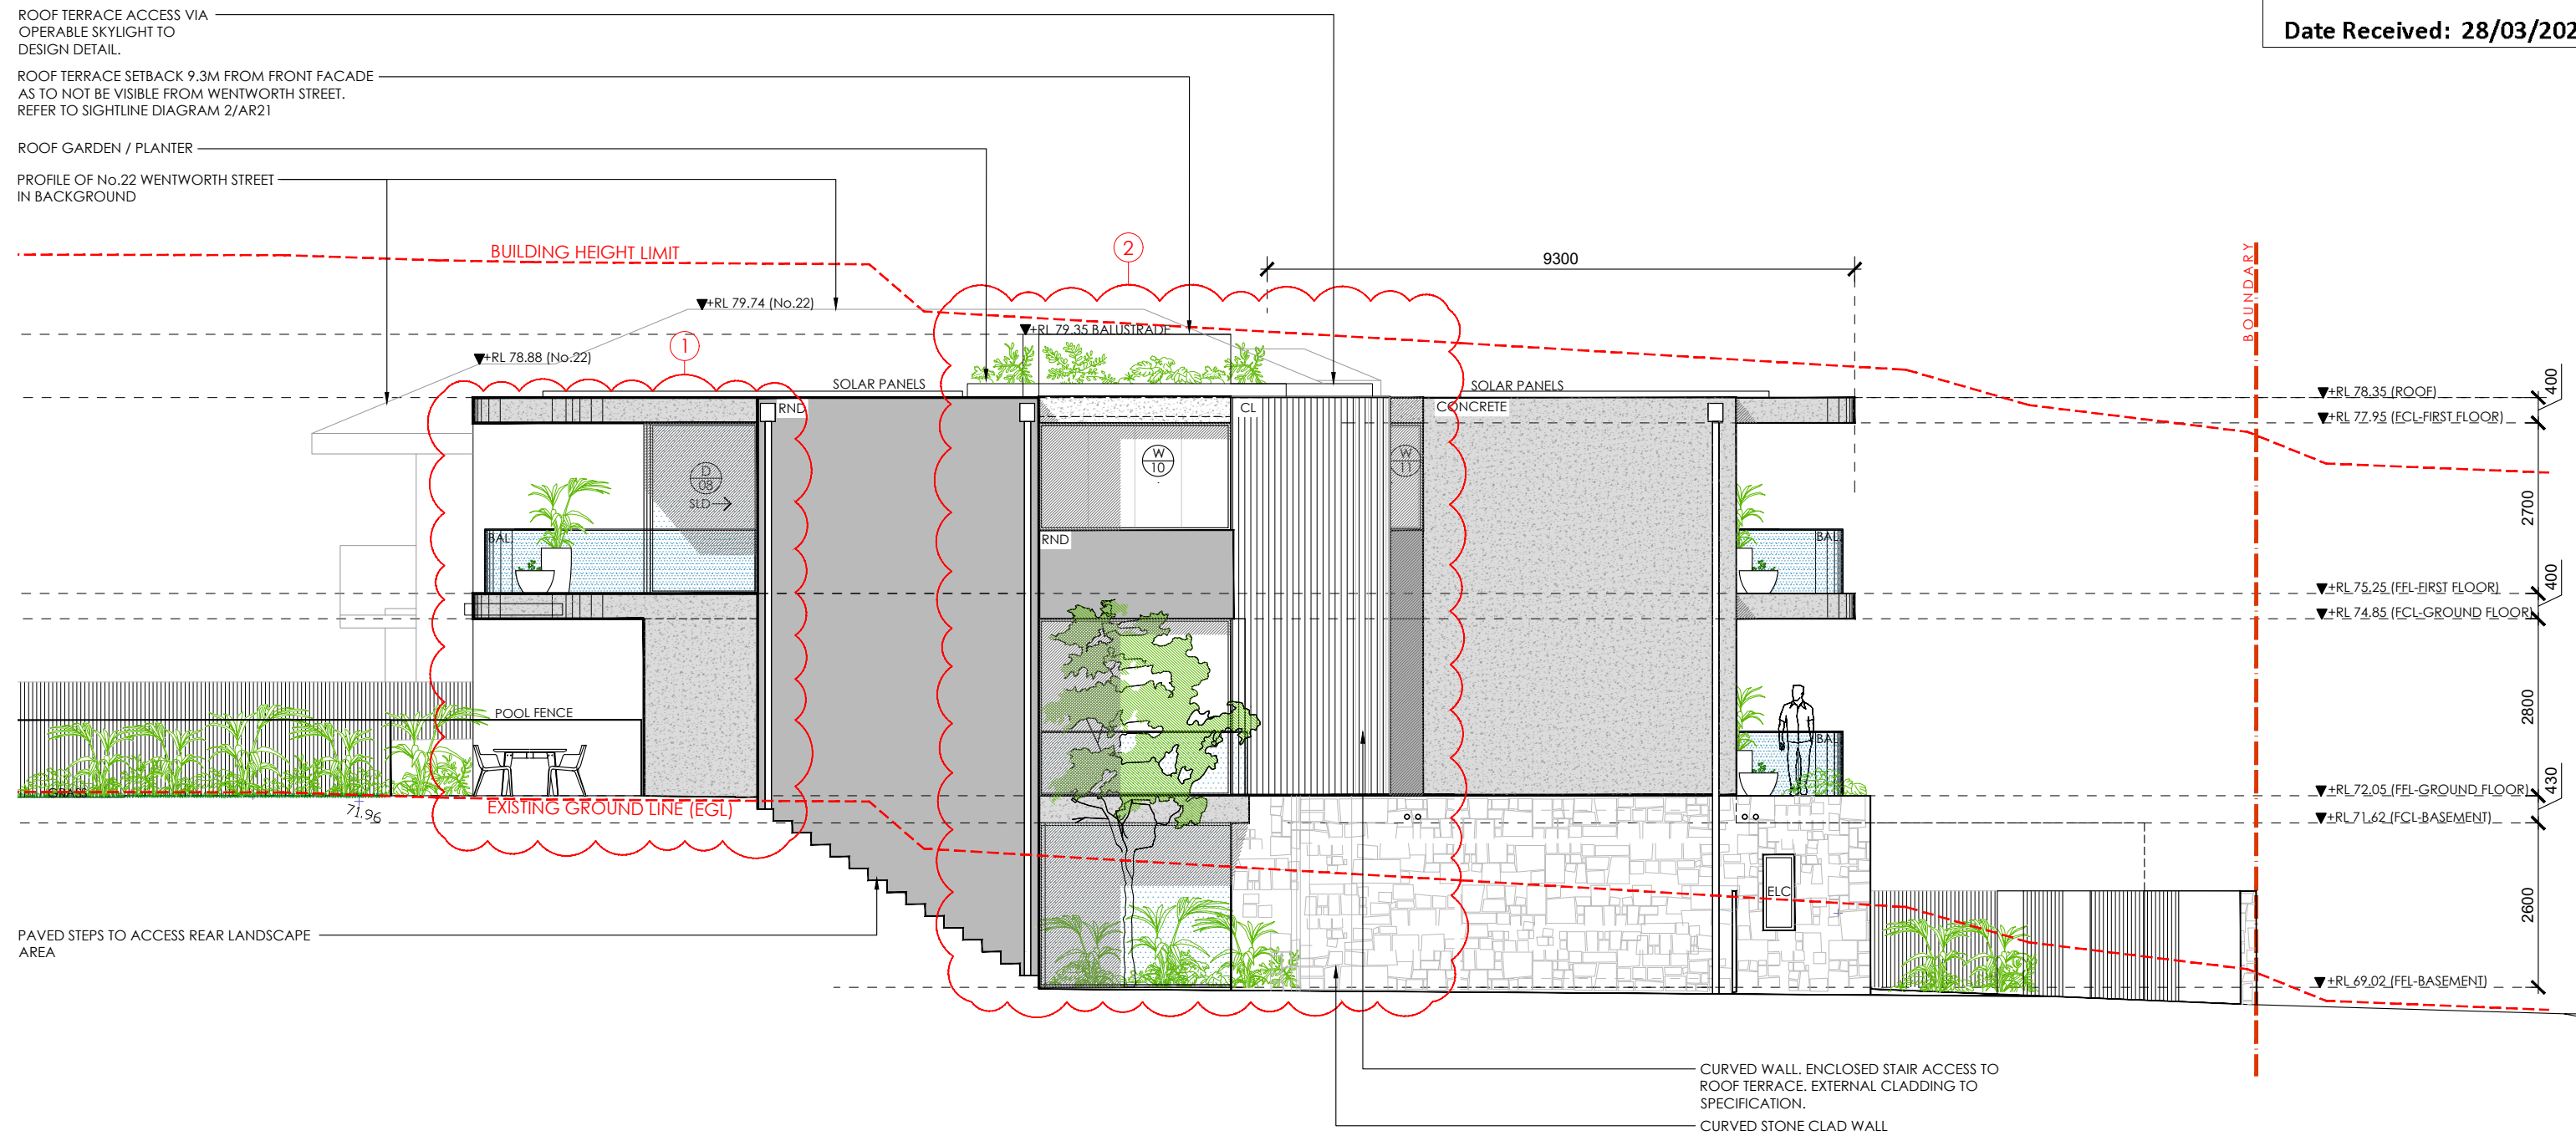 ROOF TERRACE ACCESS VIA
OPERABLE SKYLIGHT TO
DESIGN DETAIL.
Date Received: 28/03/202
ROOF TERRACE SETBACK 9.3M FROM FRONT FACADE
AS TO NOT BE VISIBLE FROM WENTWORTH STREET.
REFER TO SIGHTLINE DIAGRAM 2/AR21
ROOF GARDEN / PLANTER
PROFILE OF No.22 WENTWORTH STREET
IN BACKGROUND
BUILDING HEIGHT LIMIT
2
9300
BOUNDARY
+RL 79.74 (No.22)
+RL 79.35 BALUSTRADE
1
+RL 78.88 (No.22)
SOLAR PANELS
SOLAR PANELS
+RL 78.35 (ROOF)
400
RND
CL
CONCRETE
+RL 77.95 (FCL-FIRST FLOOR)
W
10
W
11
D
08
SLD
2700
BAL.
RND
BAL.
+RL 75.25 (FFL-FIRST FLOOR)
400
+RL 74.85 (FCL-GROUND FLOOR)
POOL FENCE
2800
BAL.
GRASS
71.96
EXISTING GROUND LINE (EGL)
+RL 72.05 (FFL-GROUND FLOOR)
430
+RL 71.62 (FCL-BASEMENT)
ELC
2600
PAVED STEPS TO ACCESS REAR LANDSCAPE
AREA
+RL 69.02 (FFL-BASEMENT)
CURVED WALL. ENCLOSED STAIR ACCESS TO
ROOF TERRACE. EXTERNAL CLADDING TO
SPECIFICATION.
CURVED STONE CLAD WALL